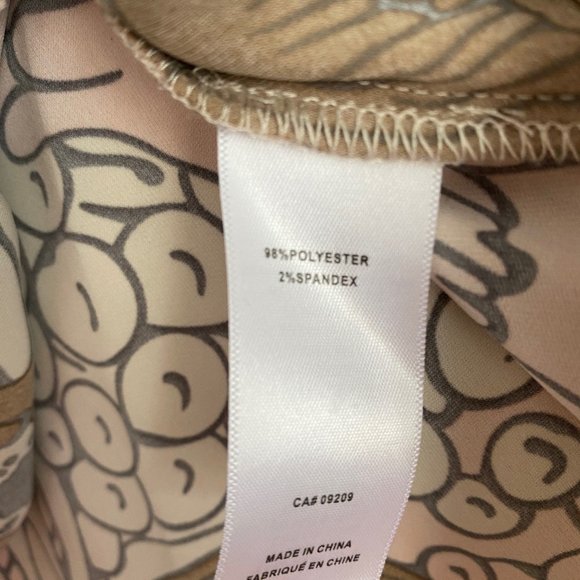 98%POLYESTER
2%SPANDEX
CA# 09209
MADE IN CHINA
FABRIQUÉ EN CHINE